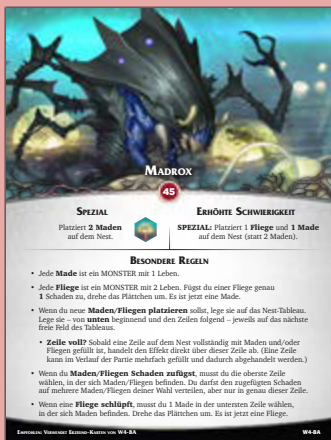 MADROX
45
SPEZIAL
Platziert 2 Maden
auf dem Nest.
ERHÖHTE SCHWIERIGKEIT
SPEZIAL: Platziert 1 Fliege und 1 Made
auf dem Nest (statt 2 Maden).
BESONDERE REGELN
• Jede Made ist ein MONSTER mit 1 Leben.
• Jede Fliege ist ein MONSTER mit 2 Leben. Fügst du einer Fliege genau
1 Schaden zu, drehe das Plättchen um. Es ist jetzt eine Made.
• Wenn du neue Maden/Fliegen platzieren sollst, lege sie auf das Nest-Tableau.
Lege sie – von unten beginnend und den Zeilen folgend – jeweils auf das nächste
freie Feld des Tableaus.
• Zeile voll? Sobald eine Zeile auf dem Nest vollständig mit Maden und/oder
Fliegen gefüllt ist, handelt den Effekt direkt über dieser Zeile ab. (Eine Zeile
kann im Verlauf der Partie mehrfach gefüllt und dadurch abgehandelt werden.)
• Wenn du Maden/Fliegen Schaden zufügst, musst du die oberste Zeile
wählen, in der sich Maden/Fliegen befinden. Du darfst den zugefügten Schaden
auf mehrere Maden/Fliegen deiner Wahl verteilen, aber nur in genau dieser Zeile.
• Wenn eine Fliege schlüpft, musst du 1 Made in der untersten Zeile wählen,
in der sich Maden befinden. Drehe das Plättchen um. Es ist jetzt eine Fliege.
EMPFOHLEN: VERWENDET ELIXIER-KARTEN VON W4-BA
W4-BA